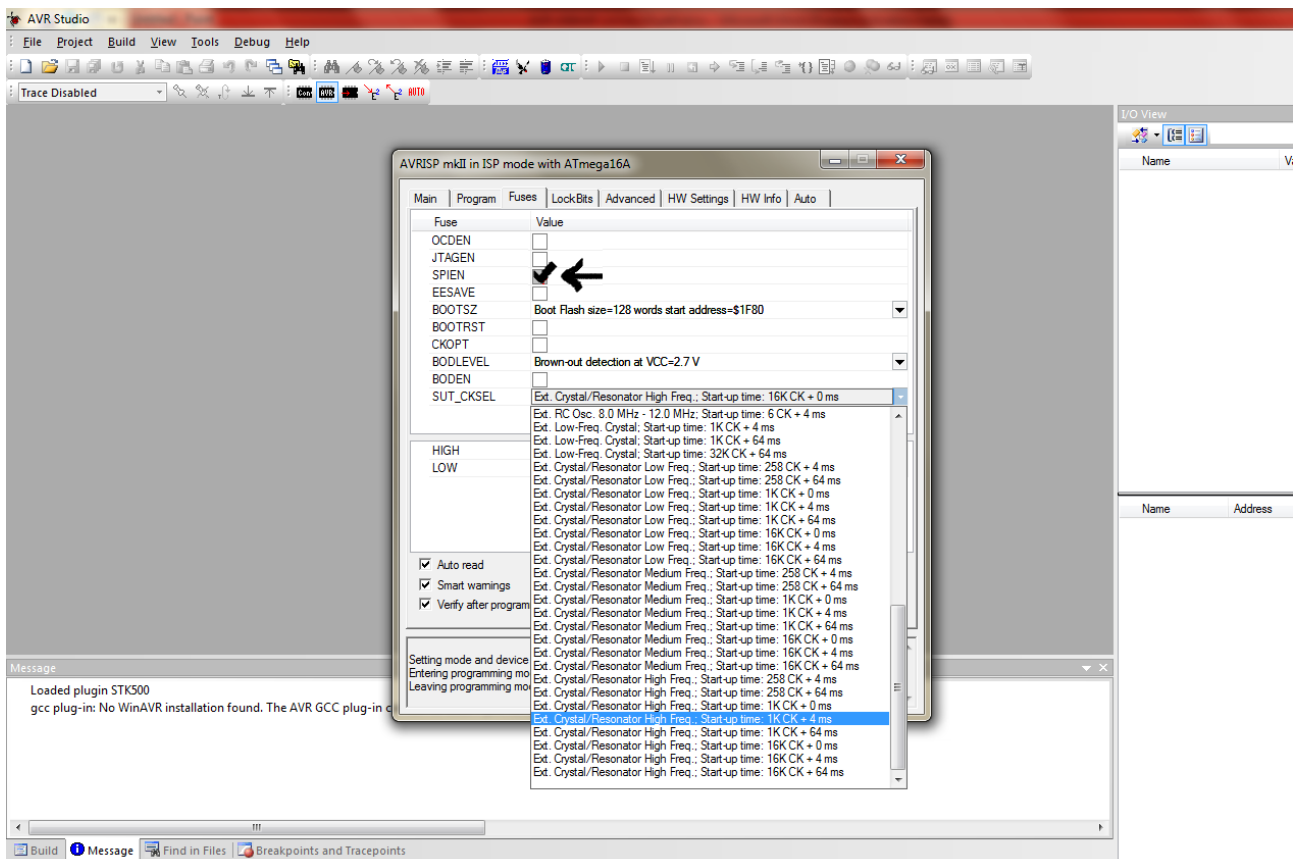 AVR Studio
File Project Build View Tools Debug Help
Trace Disabled
Con AVR AUTO
I/O View
Name
AVRISP mkII in ISP mode with ATmega16A
Main Program Fuses LockBits Advanced HW Settings HW Info Auto
Fuse Value
OCDEN
JTAGEN
SPIEN
EESAVE
BOOTSZ Boot Flash size=128 words start address=$1F80
BOOTRST
CKOPT
BODLEVEL Brown-out detection at VCC=2.7 V
BODEN
SUT_CKSEL Ext. Crystal/Resonator High Freq.; Start-up time: 16K CK + 0 ms
Ext. RC Osc. 8.0 MHz - 12.0 MHz; Start-up time: 6 CK + 4 ms
Ext. Low-Freq. Crystal; Start-up time: 1K CK + 4 ms
Ext. Low-Freq. Crystal; Start-up time: 1K CK + 64 ms
Ext. Low-Freq. Crystal; Start-up time: 32K CK + 64 ms
Ext. Crystal/Resonator Low Freq.; Start-up time: 258 CK + 4 ms
Ext. Crystal/Resonator Low Freq.; Start-up time: 258 CK + 64 ms
Ext. Crystal/Resonator Low Freq.; Start-up time: 1K CK + 0 ms
Ext. Crystal/Resonator Low Freq.; Start-up time: 1K CK + 4 ms
Ext. Crystal/Resonator Low Freq.; Start-up time: 1K CK + 64 ms
Ext. Crystal/Resonator Low Freq.; Start-up time: 16K CK + 0 ms
Ext. Crystal/Resonator Low Freq.; Start-up time: 16K CK + 4 ms
Ext. Crystal/Resonator Low Freq.; Start-up time: 16K CK + 64 ms
Ext. Crystal/Resonator Medium Freq.; Start-up time: 258 CK + 4 ms
Ext. Crystal/Resonator Medium Freq.; Start-up time: 258 CK + 64 ms
Ext. Crystal/Resonator Medium Freq.; Start-up time: 1K CK + 0 ms
Ext. Crystal/Resonator Medium Freq.; Start-up time: 1K CK + 4 ms
Ext. Crystal/Resonator Medium Freq.; Start-up time: 1K CK + 64 ms
Ext. Crystal/Resonator Medium Freq.; Start-up time: 16K CK + 0 ms
Ext. Crystal/Resonator Medium Freq.; Start-up time: 16K CK + 4 ms
Ext. Crystal/Resonator Medium Freq.; Start-up time: 16K CK + 64 ms
Ext. Crystal/Resonator High Freq.; Start-up time: 258 CK + 4 ms
Ext. Crystal/Resonator High Freq.; Start-up time: 258 CK + 64 ms
Ext. Crystal/Resonator High Freq.; Start-up time: 1K CK + 0 ms
Ext. Crystal/Resonator High Freq.; Start-up time: 1K CK + 4 ms
Ext. Crystal/Resonator High Freq.; Start-up time: 1K CK + 64 ms
Ext. Crystal/Resonator High Freq.; Start-up time: 16K CK + 0 ms
Ext. Crystal/Resonator High Freq.; Start-up time: 16K CK + 4 ms
Ext. Crystal/Resonator High Freq.; Start-up time: 16K CK + 64 ms
HIGH
LOW
Auto read
Smart warnings
Verify after program
Setting mode and device
Entering programming mo
Leaving programming mo
Name Address
Message
Loaded plugin STK500
gcc plug-in: No WinAVR installation found. The AVR GCC plug-in c
Build Message Find in Files Breakpoints and Tracepoints